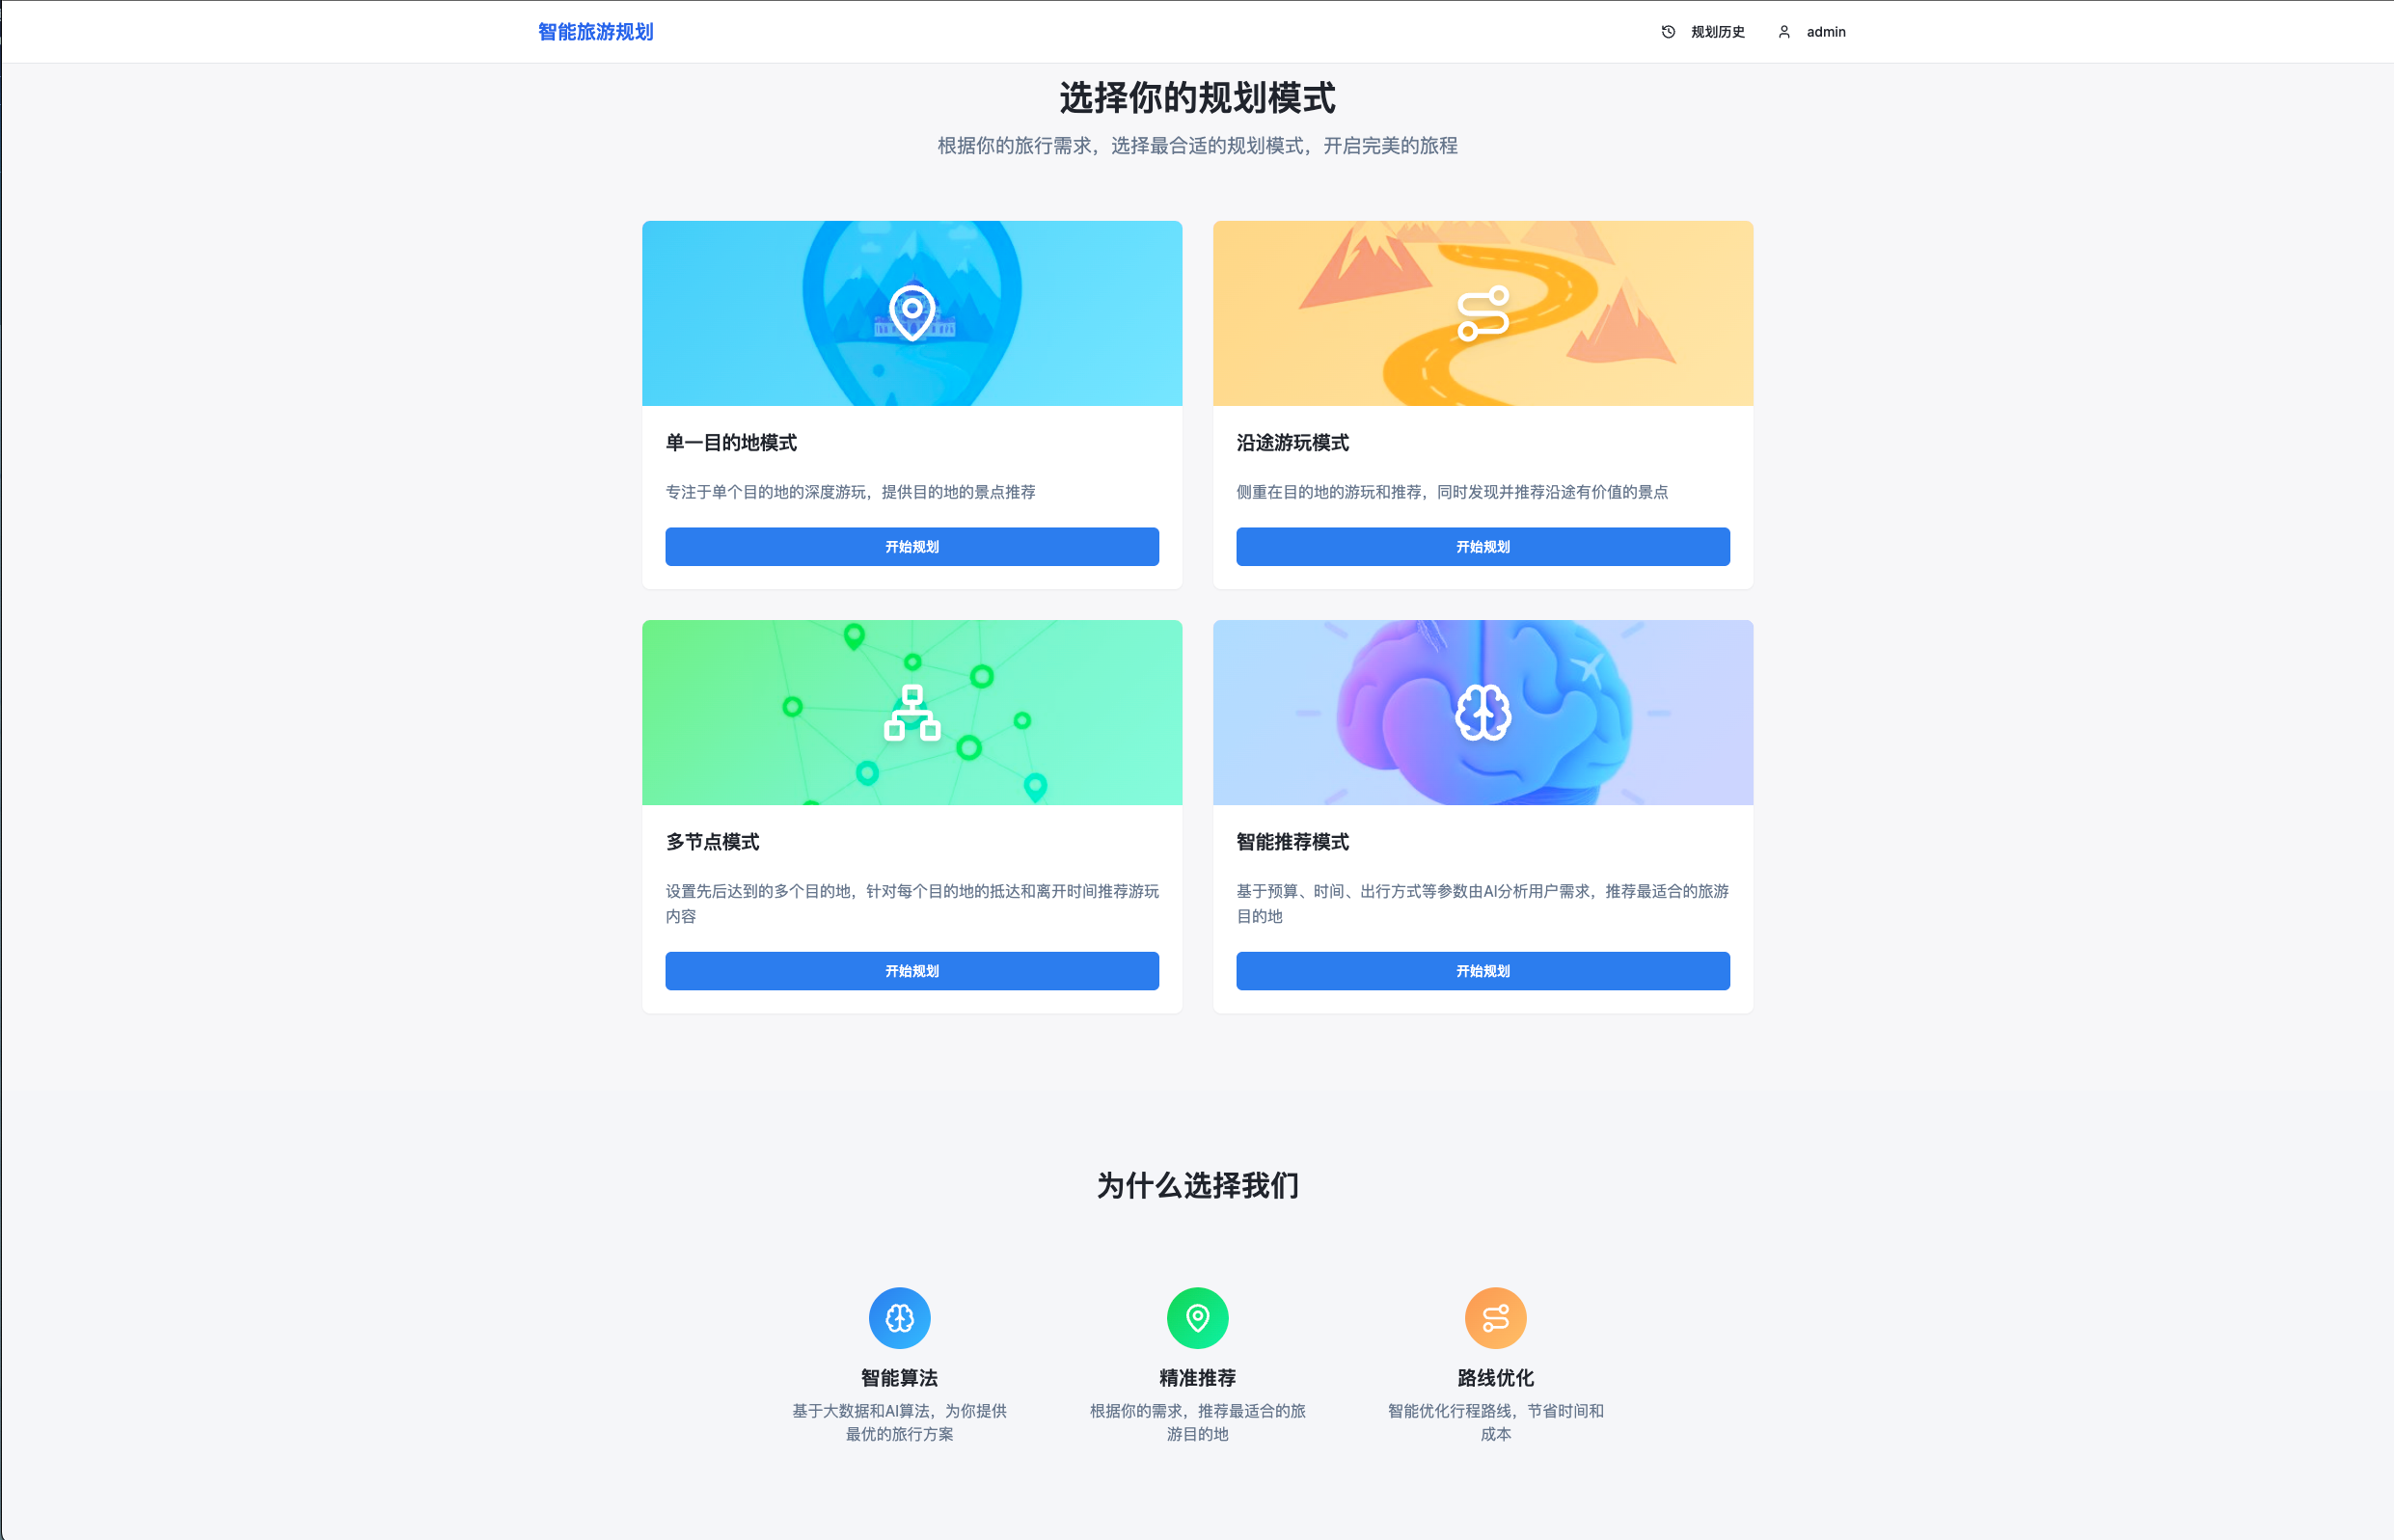 智能旅游规划
规划历史
admin
选择你的规划模式
根据你的旅行需求，选择最合适的规划模式，开启完美的旅程
单一目的地模式
专注于单个目的地的深度游玩，提供目的地的景点推荐
开始规划
沿途游玩模式
侧重在目的地的游玩和推荐，同时发现并推荐沿途有价值的景点
开始规划
多节点模式
设置先后达到的多个目的地，针对每个目的地的抵达和离开时间推荐游玩
内容
开始规划
智能推荐模式
基于预算、时间、出行方式等参数由AI分析用户需求，推荐最适合的旅游
目的地
开始规划
为什么选择我们
智能算法
基于大数据和AI算法，为你提供
最优的旅行方案
精准推荐
根据你的需求，推荐最适合的旅
游目的地
路线优化
智能优化行程路线，节省时间和
成本